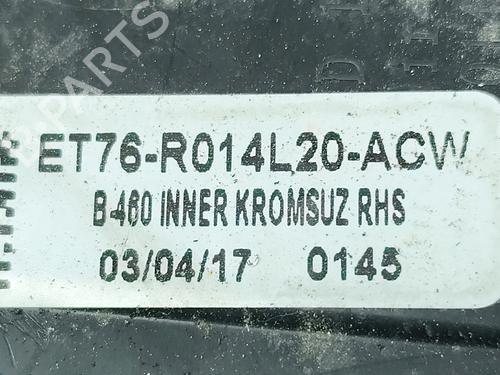 ET76-R014L20-ACW
B-460 INNER KROMSUZ RHS
03/04/17 0145